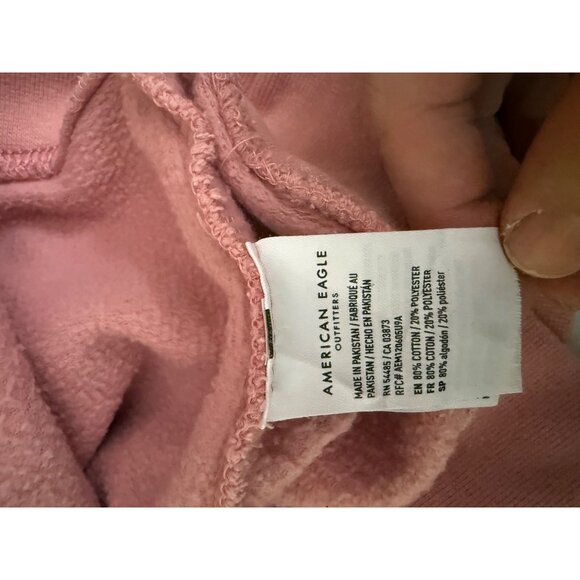 AMERICAN EAGLE
OUTFITTERS
MADE IN PAKISTAN / FABRIQUÉ AU
PAKISTAN / HECHO EN PAKISTÁN
RN 54485 / CA 03873
RFC# AEM120605U9A
EN 80% COTTON / 20% POLYESTER
FR 80% COTON / 20% POLYESTER
SP 80% algodón / 20% poliéster